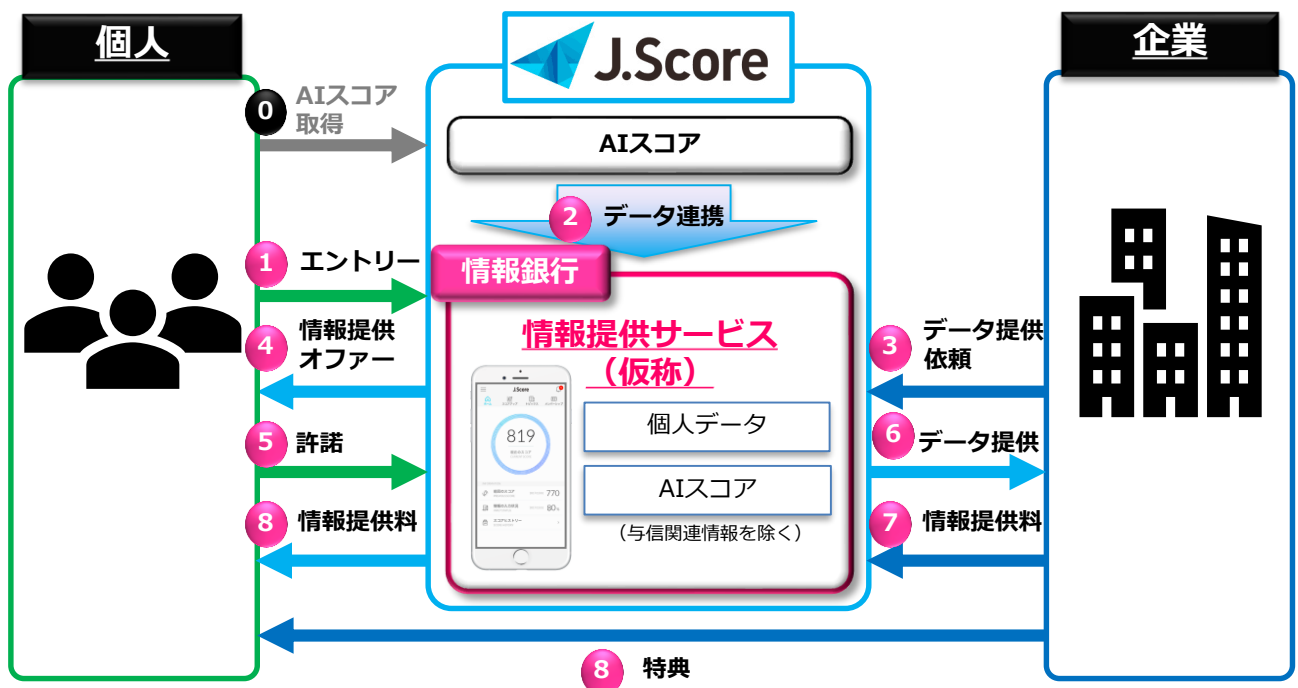 個人
J.Score
企業
0
AIスコア
取得
AIスコア
2
データ連携
1
エントリー
情報銀行
情報提供サービス
(仮称)
4
情報提供
オファー
3
データ提供
依頼
J.Score
819
個人データ
5
許諾
6
データ提供
AIスコア
770
80
(与信関連情報を除く)
8
情報提供料
7
情報提供料
8
特典